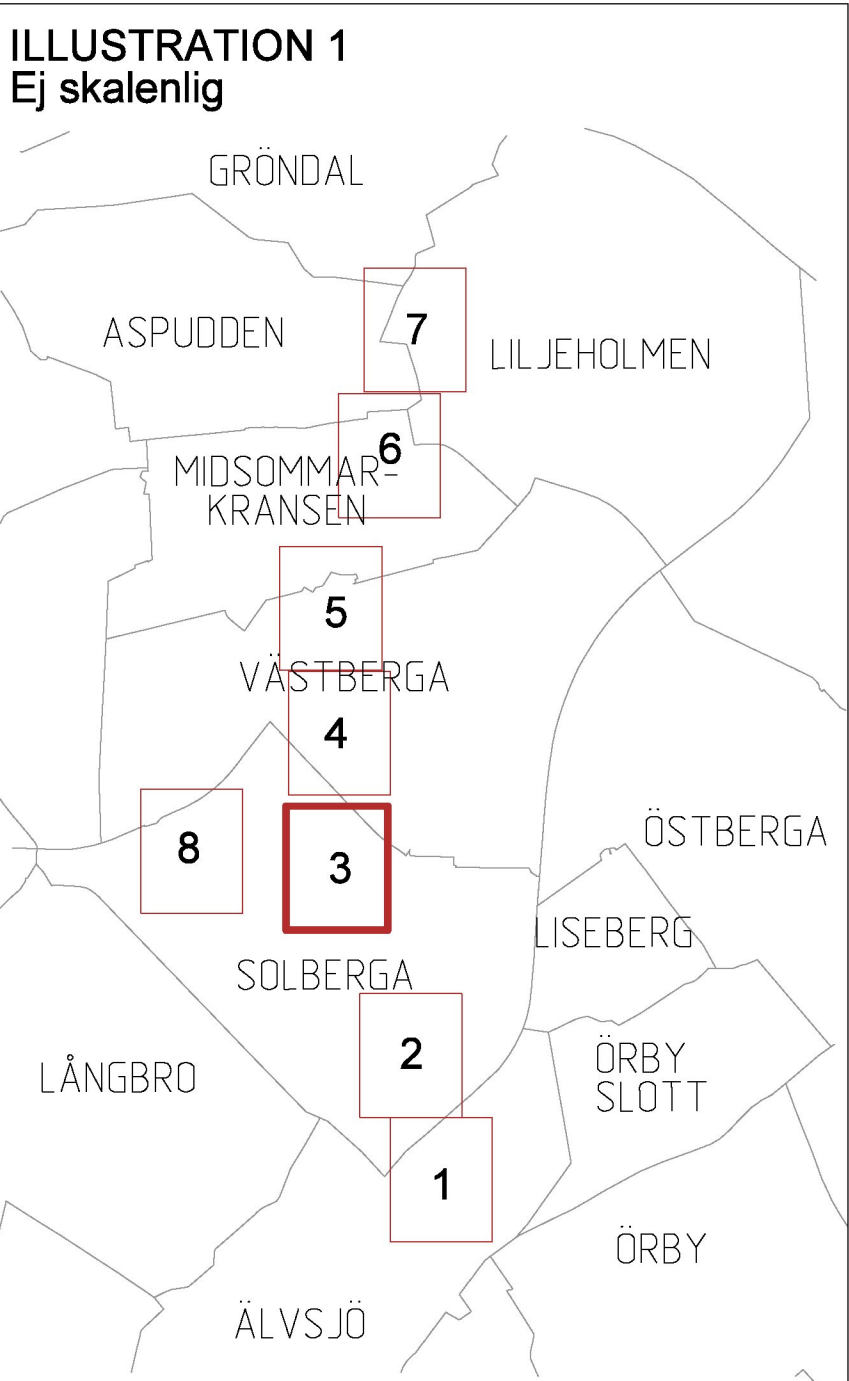 ILLUSTRATION 1
Ej skalenlig
GRÖNDAL
ASPUDDEN
7
LILJEHOLMEN
6
MIDSOMMAR-
KRANSEN
5
VÄSTBERGA
4
ÖSTBERGA
8
3
LISEBERG
SOLBERGA
2
ÖRBY
SLOTT
LÅNGBRO
1
ÖRBY
ÄLVSJÖ